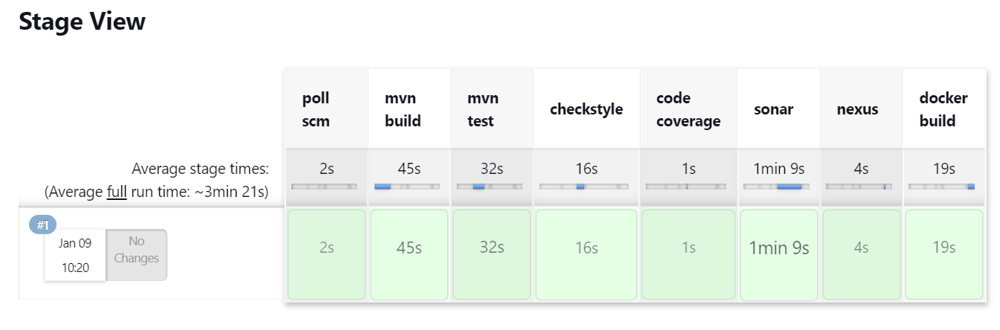 Stage View
poll scm
mvn build
mvn test
checkstyle
code coverage
sonar
nexus
docker build
Average stage times:
(Average full run time: ~3min 21s)
2s
45s
32s
16s
1s
1min 9s
4s
19s
#1
Jan 09
10:20
No
Changes
2s
45s
32s
16s
1s
1min 9s
4s
19s